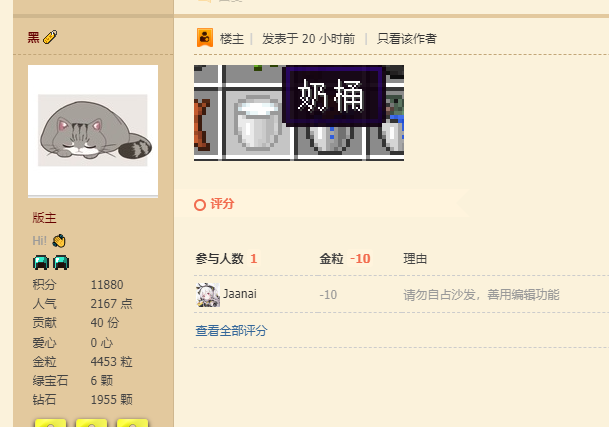 黑
楼主 | 发表于 20 小时前 | 只看该作者
奶桶
评分
版主
Hi!
参与人数 1 金粒 -10 理由
积分 11880
Jaanai -10 请勿自占沙发，善用编辑功能
人气 2167 点
贡献 40 份
查看全部评分
爱心 0 心
金粒 4453 粒
绿宝石 6 颗
钻石 1955 颗